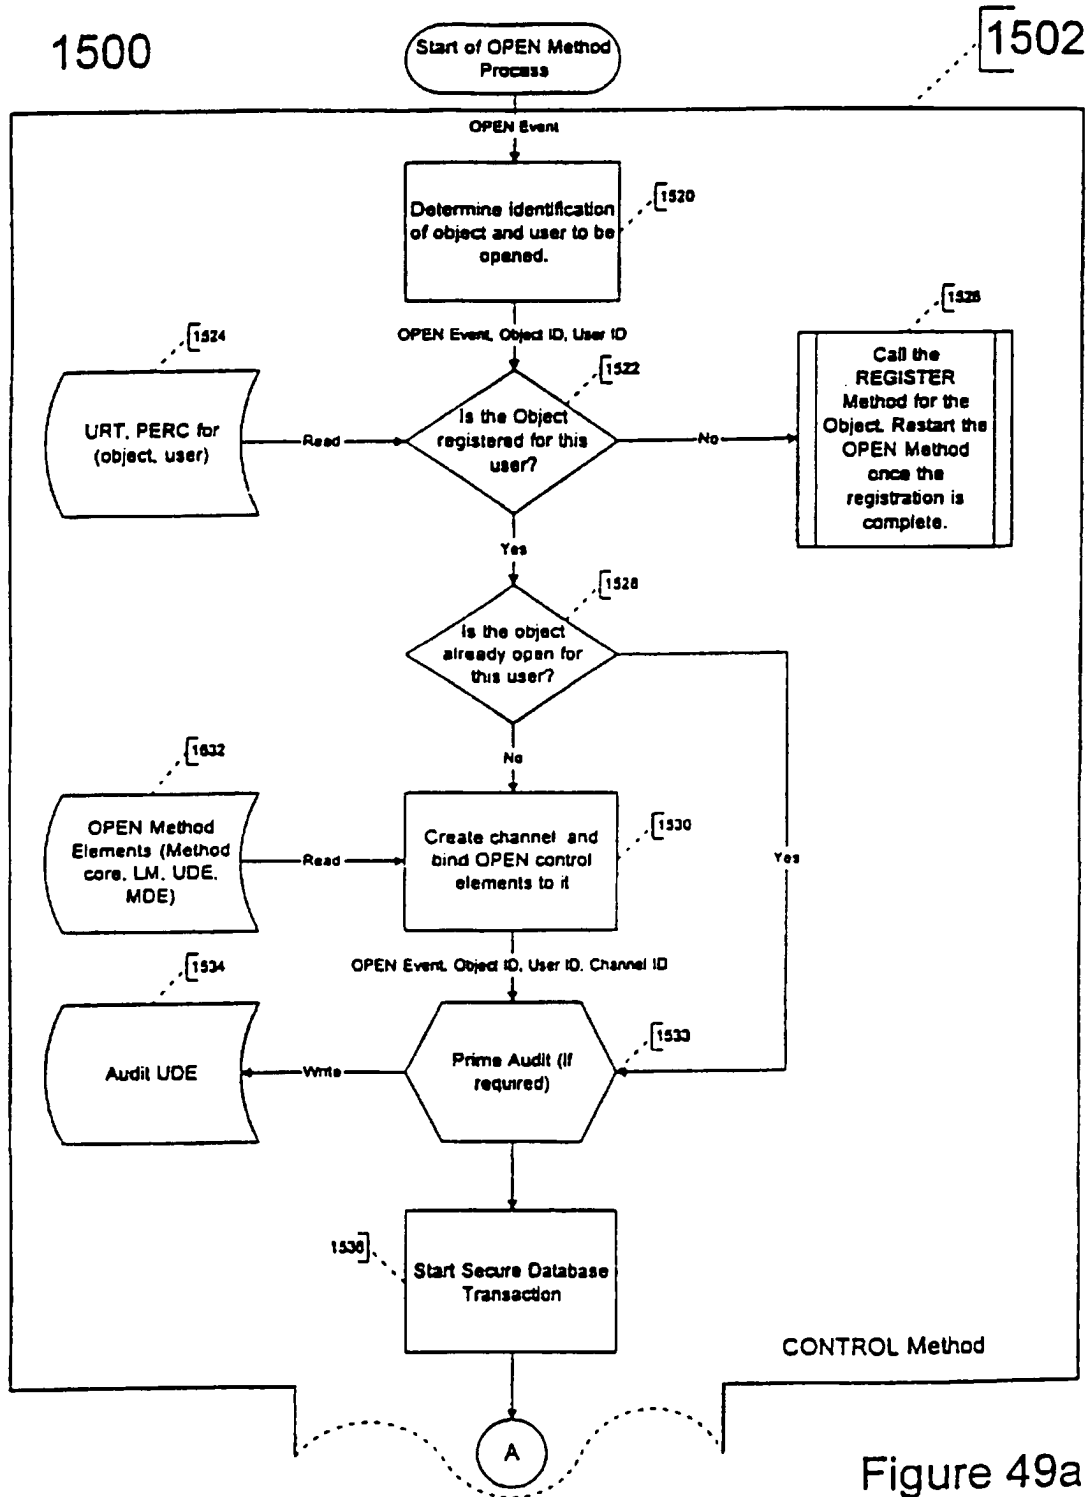 1500
1502
Start of OPEN Method
Process
OPEN Event
1520
Determine identification
of object and user to be
opened.
OPEN Event, Object ID, User ID
1524
1526
1522
URT, PERC for
(object, user)
Read
Is the Object
registered for this
user?
No
Call the
REGISTER
Method for the
Object. Restart the
OPEN Method
once the
registration is
complete.
Yes
1528
Is the object
already open for
this user?
1632
No
OPEN Method
Elements (Method
core, LM, UDE,
MDE)
Read
Create channel and
bind OPEN control
elements to it
1530
Yes
OPEN Event, Object ID, User ID, Channel ID
1534
1533
Audit UDE
Write
Prime Audit (if
required)
1536
Start Secure Database
Transaction
CONTROL Method
A
Figure 49a